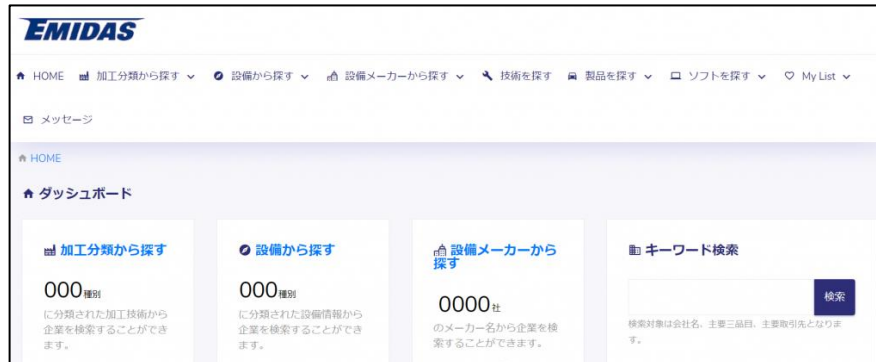 EMIDAS
HOME 加工分類から探す 設備から探す 設備メーカーから探す 技術を探す 製品を探す ソフトを探す My List
メッセージ
HOME
ダッシュボード
加工分類から探す
000種別
に分類された加工技術から
企業を検索することができ
ます。
設備から探す
000種別
に分類された設備情報から
企業を検索することができ
ます。
設備メーカーから
探す
0000社
のメーカー名から企業を検
索することができます。
キーワード検索
検索
検索対象は会社名、主要三品目、主要取引先となりま
す。